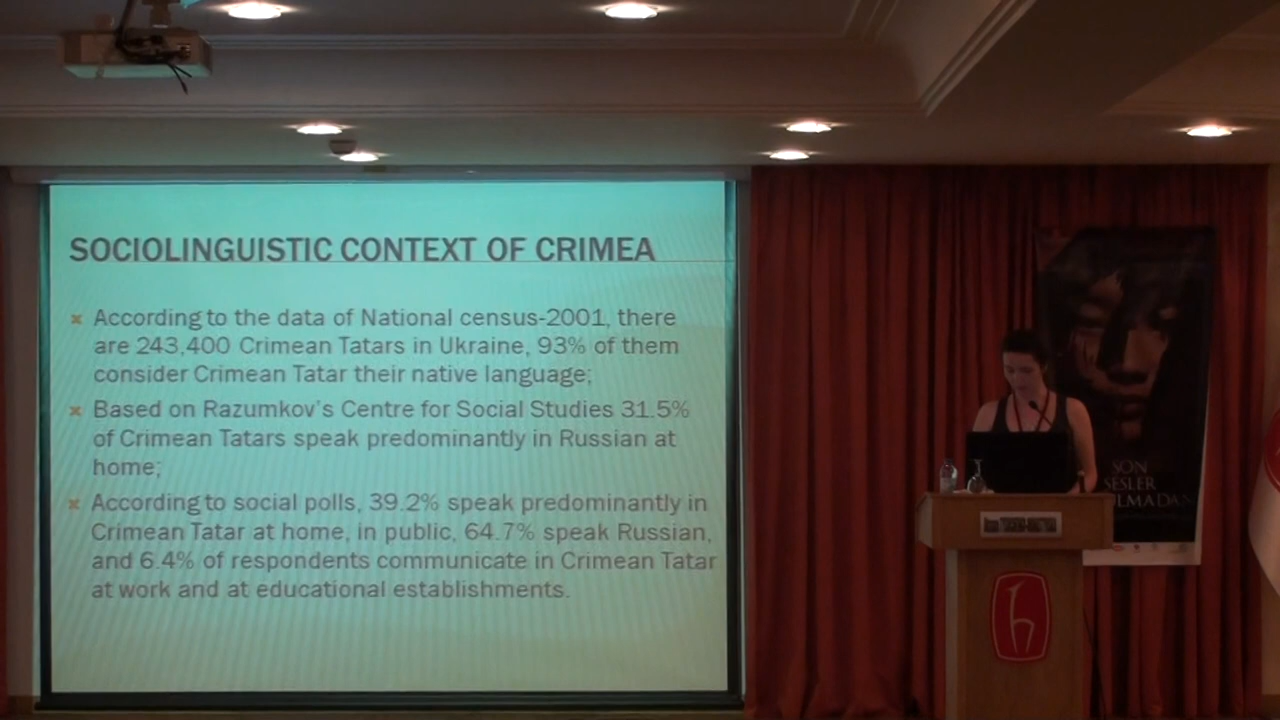 SOCIOLINGUISTIC CONTEXT OF CRIMEA
According to the data of National census-2001, there
are 243,400 Crimean Tatars in Ukraine, 93% of them
consider Crimean Tatar their native language;
Based on Razumkov's Centre for Social Studies 31.5%
of Crimean Tatars speak predominantly in Russian at
home;
According to social polls, 39.2% speak predominantly in
Crimean Tatar at home, in public, 64.7% speak Russian,
and 6.4% of respondents communicate in Crimean Tatar
at work and at educational establishments.
SON
SESLER
OLMADAN